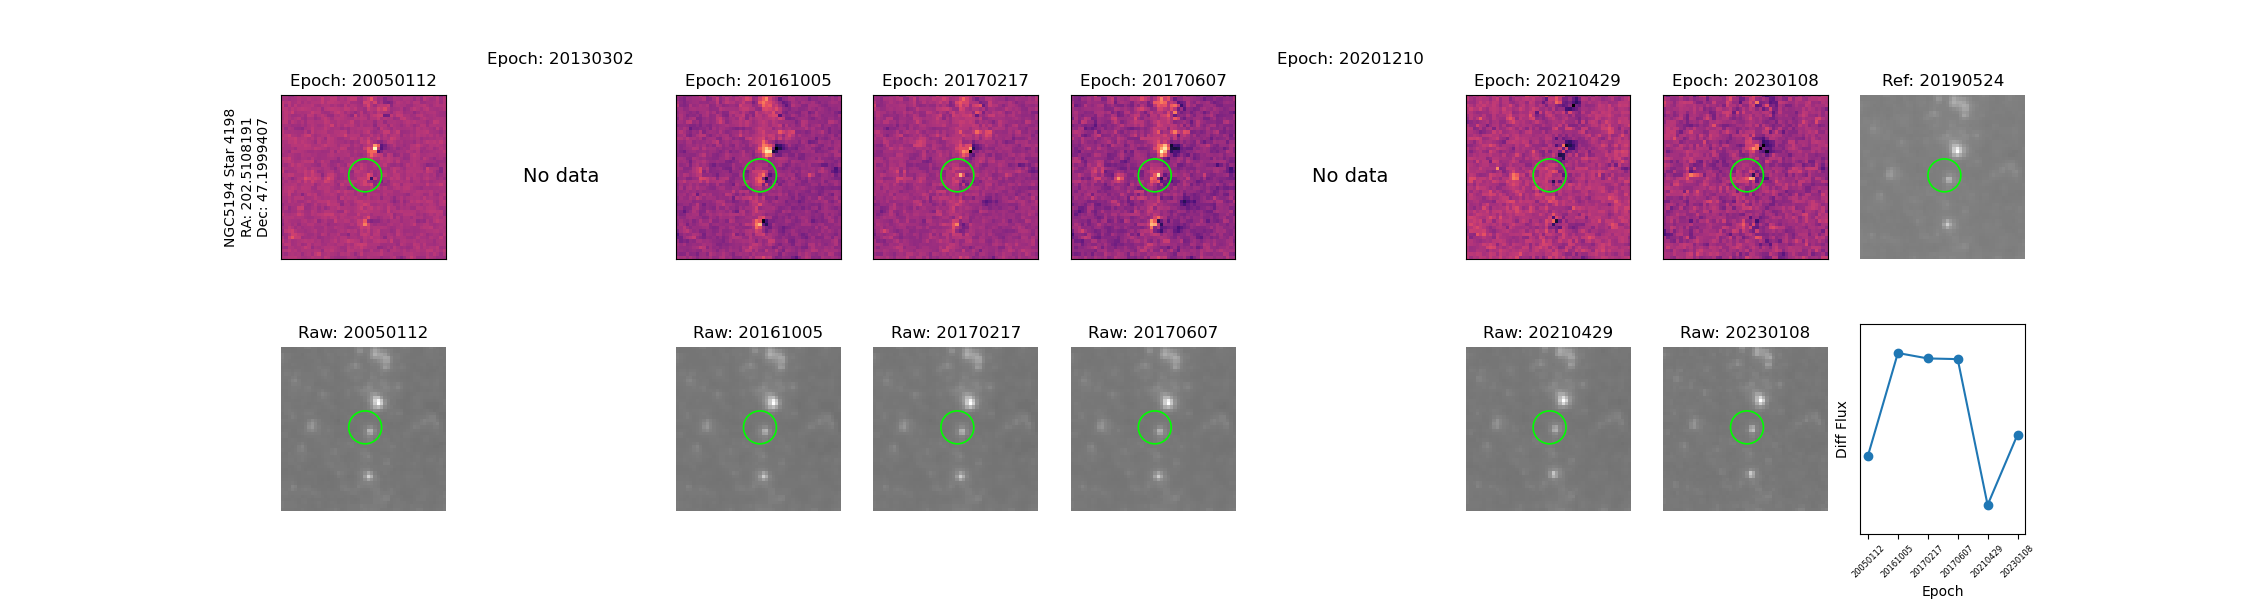 Epoch: 20130302
Epoch: 20201210
Epoch: 20050112
Epoch: 20161005
Epoch: 20170217
Epoch: 20170607
Epoch: 20210429
Epoch: 20230108
Ref: 20190524
NGC5194 Star 4198
RA: 202.5108191
Dec: 47.1999407
No data
No data
Raw: 20050112
Raw: 20161005
Raw: 20170217
Raw: 20170607
Raw: 20210429
Raw: 20230108
Diff Flux
20050112
20161005
20170217
20170607
20210429
20230108
Epoch